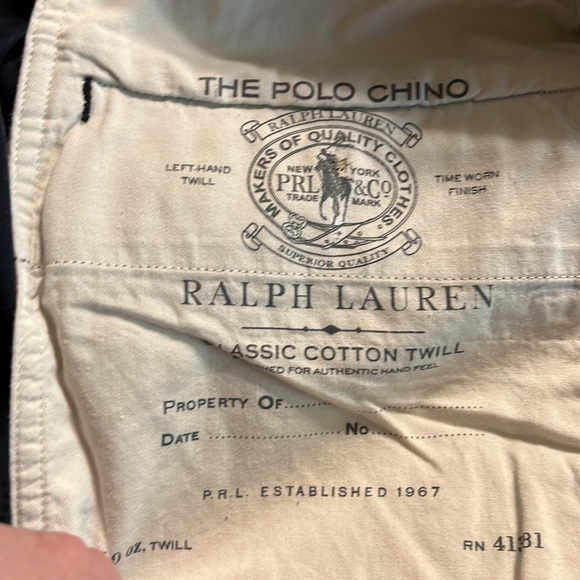 THE POLO CHINO
RALPH LAUREN
MAKERS OF QUALITY CLOTHES
LEFT-HAND TWILL
NEW YORK
PRL &Co
TRADE MARK
TIME WORN FINISH
SUPERIOR QUALITY
RALPH LAUREN
LASSIC COTTON TWILL
FOR AUTHENTIC HAND FEEL
PROPERTY OF
DATE No
P.R.L. ESTABLISHED 1967
OZ. TWILL
RN 4131